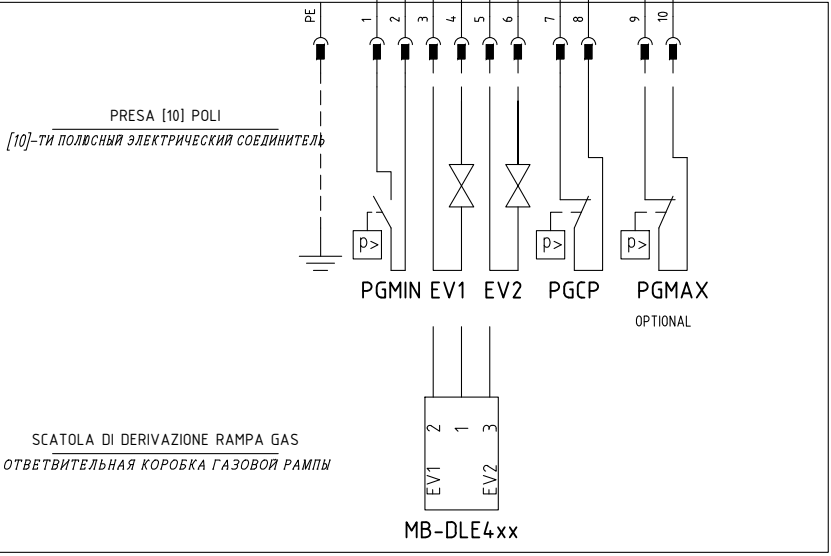 PE 1 2 3 4 5 6 7 8 9 10
PRESA [10] POLI
[10]-ТИ ПОЛЮСНЫЙ ЭЛЕКТРИЧЕСКИЙ СОЕДИНИТЕЛЬ
p> p> p>
PGMIN EV1 EV2 PGCP PGMAX
OPTIONAL
SCATOLA DI DERIVAZIONE RAMPA GAS
ОТВЕТВИТЕЛЬНАЯ КОРОБКА ГАЗОВОЙ РАМПЫ
2 1 3
EV1 EV2
MB-DLE4xx